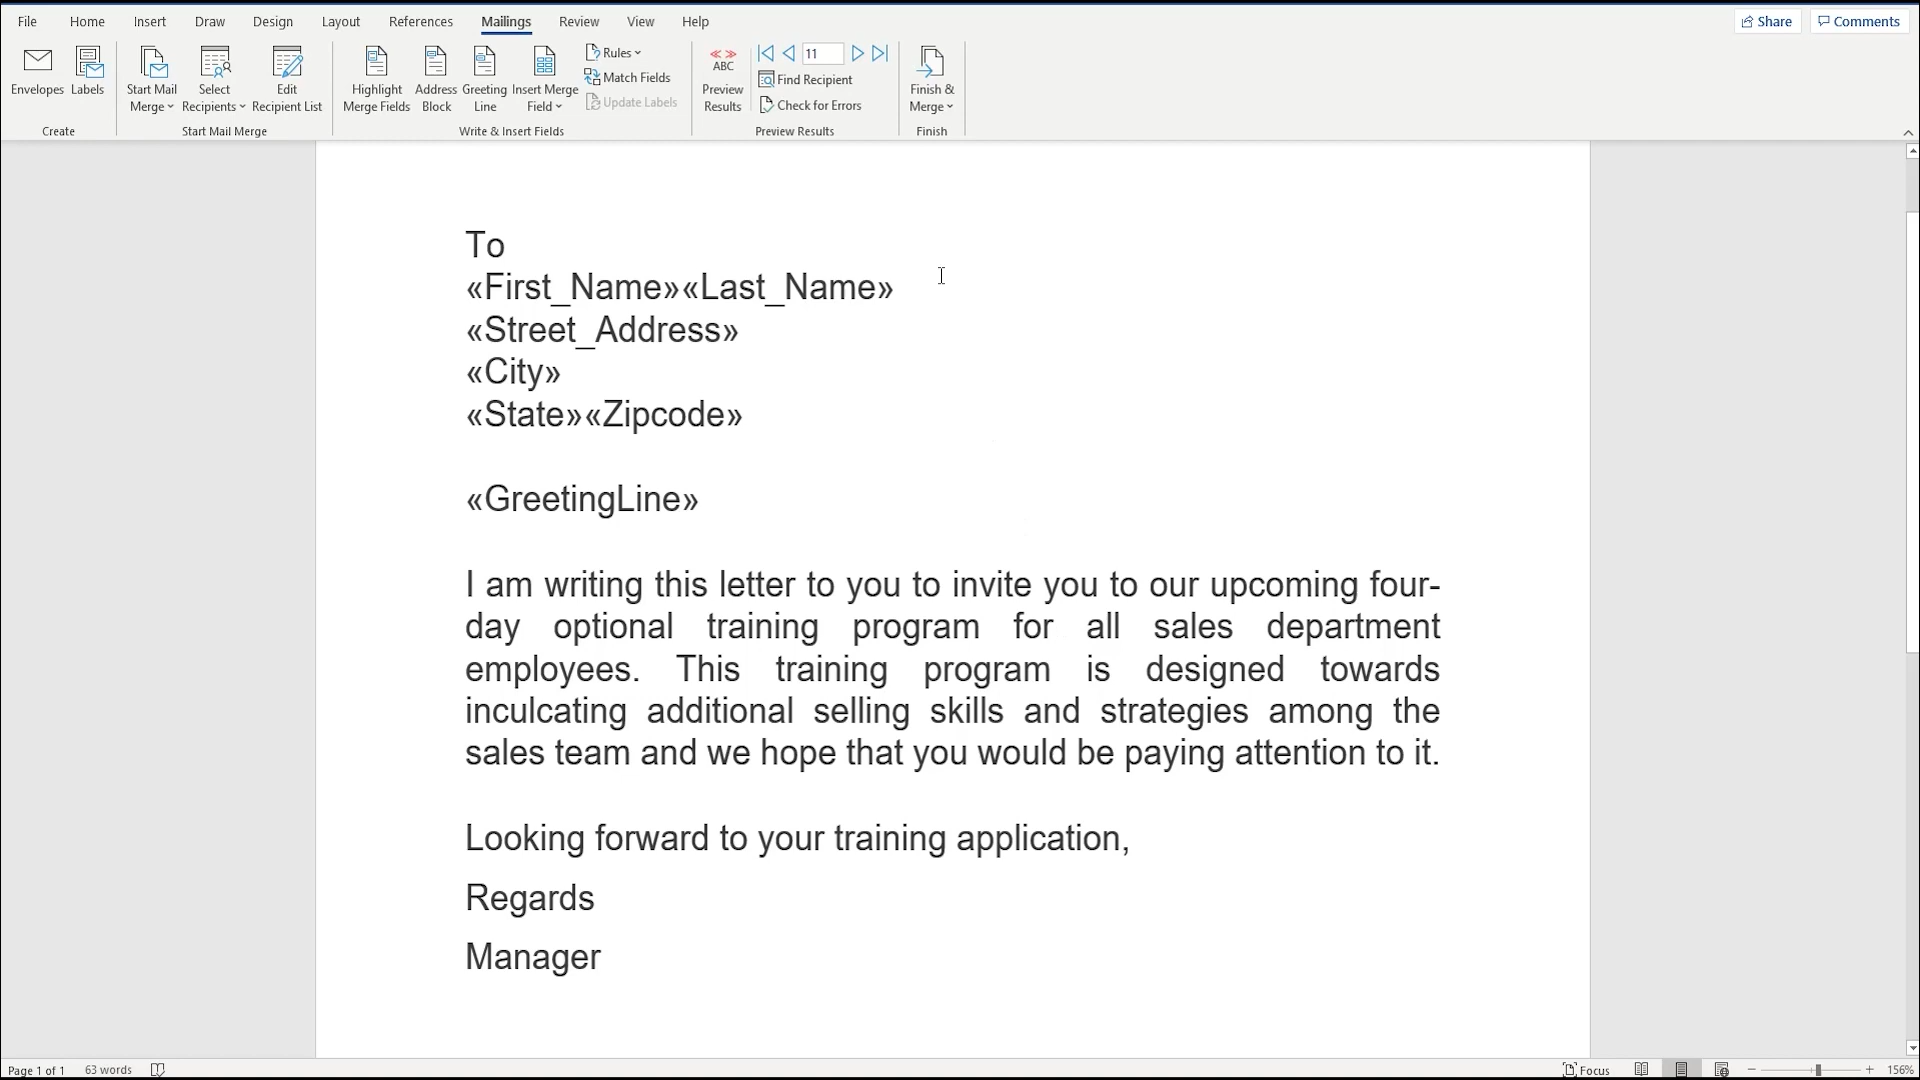 File Home Insert Draw Design Layout References Mailings Review View Help Share Comments
Envelopes Labels Start Mail Merge Select Recipients Edit Recipient List Highlight Merge Fields Address Block Greeting Line Insert Merge Field Rules Match Fields Update Labels ABC Preview Results 11 Find Recipient Check for Errors Finish & Merge
Create Start Mail Merge Write & Insert Fields Preview Results Finish
To
«First_Name»«Last_Name»
«Street_Address»
«City»
«State»«Zipcode»
«GreetingLine»
I am writing this letter to you to invite you to our upcoming four-
day optional training program for all sales department
employees. This training program is designed towards
inculcating additional selling skills and strategies among the
sales team and we hope that you would be paying attention to it.
Looking forward to your training application,
Regards
Manager
Page 1 of 1 63 words Focus 156%